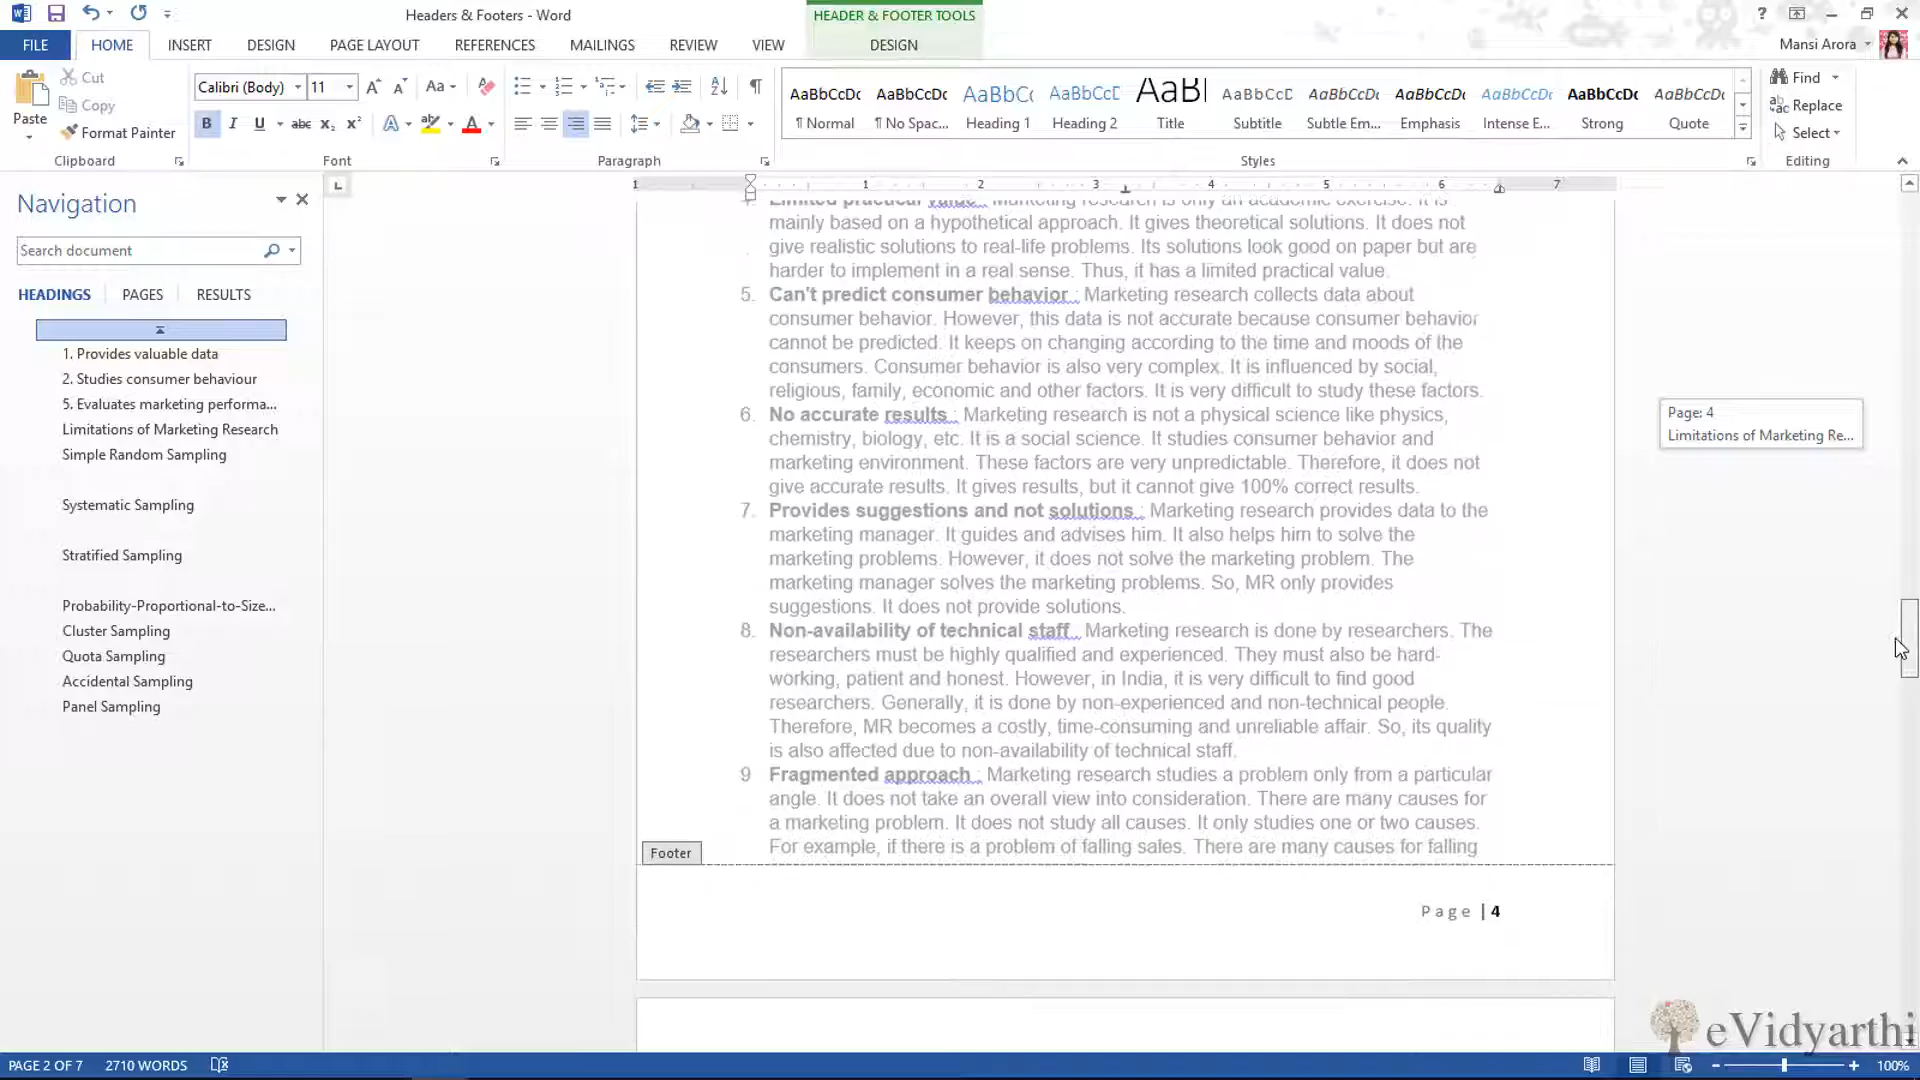 Headers & Footers - Word
HEADER & FOOTER TOOLS
?
FILE
HOME
INSERT
DESIGN
PAGE LAYOUT
REFERENCES
MAILINGS
REVIEW
VIEW
DESIGN
Mansi Arora
Paste
Cut
Copy
Format Painter
Clipboard
Calibri (Body)
11
Font
Paragraph
AaBbCcDc
¶ Normal
AaBbCcDc
¶ No Spac...
AaBbC
Heading 1
AaBbCcE
Heading 2
AaBl
Title
AaBbCcD
Subtitle
AaBbCcDc
Subtle Em...
AaBbCcDc
Emphasis
AaBbCcDc
Intense E...
AaBbCcDc
Strong
AaBbCcDc
Quote
Styles
Find
Replace
Select
Editing
Navigation
Search document
HEADINGS
PAGES
RESULTS
1. Provides valuable data
2. Studies consumer behaviour
5. Evaluates marketing performa...
Limitations of Marketing Research
Simple Random Sampling
Systematic Sampling
Stratified Sampling
Probability-Proportional-to-Size...
Cluster Sampling
Quota Sampling
Accidental Sampling
Panel Sampling
1 1 2 3 4 5 6 7
Limited practical value : Marketing research is only an academic exercise. It is
mainly based on a hypothetical approach. It gives theoretical solutions. It does not
give realistic solutions to real-life problems. Its solutions look good on paper but are
harder to implement in a real sense. Thus, it has a limited practical value.
5. Can't predict consumer behavior : Marketing research collects data about
consumer behavior. However, this data is not accurate because consumer behavior
cannot be predicted. It keeps on changing according to the time and moods of the
consumers. Consumer behavior is also very complex. It is influenced by social,
religious, family, economic and other factors. It is very difficult to study these factors.
6. No accurate results : Marketing research is not a physical science like physics,
chemistry, biology, etc. It is a social science. It studies consumer behavior and
marketing environment. These factors are very unpredictable. Therefore, it does not
give accurate results. It gives results, but it cannot give 100% correct results.
7. Provides suggestions and not solutions : Marketing research provides data to the
marketing manager. It guides and advises him. It also helps him to solve the
marketing problems. However, it does not solve the marketing problem. The
marketing manager solves the marketing problems. So, MR only provides
suggestions. It does not provide solutions.
8. Non-availability of technical staff : Marketing research is done by researchers. The
researchers must be highly qualified and experienced. They must also be hard-
working, patient and honest. However, in India, it is very difficult to find good
researchers. Generally, it is done by non-experienced and non-technical people.
Therefore, MR becomes a costly, time-consuming and unreliable affair. So, its quality
is also affected due to non-availability of technical staff.
9 Fragmented approach : Marketing research studies a problem only from a particular
angle. It does not take an overall view into consideration. There are many causes for
a marketing problem. It does not study all causes. It only studies one or two causes.
For example, if there is a problem of falling sales. There are many causes for falling
Footer
Page | 4
Page: 4
Limitations of Marketing Re...
eVidyarthi
PAGE 2 OF 7
2710 WORDS
100%